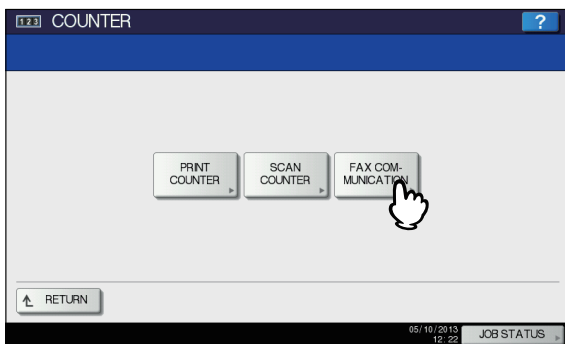 123 COUNTER
?
PRINT
COUNTER
SCAN
COUNTER
FAX COM-
MUNICATION
RETURN
05/10/2013
12:22
JOB STATUS